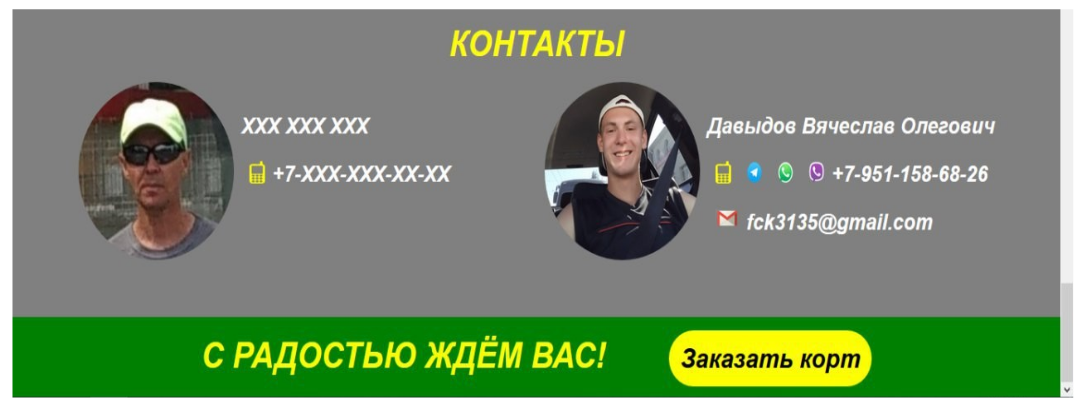 КОНТАКТЫ
XXX XXX XXX
+7-XXX-XXX-XX-XX
Давыдов Вячеслав Олегович
+7-951-158-68-26
fck3135@gmail.com
С РАДОСТЬЮ ЖДЁМ ВАС!
Заказать корт